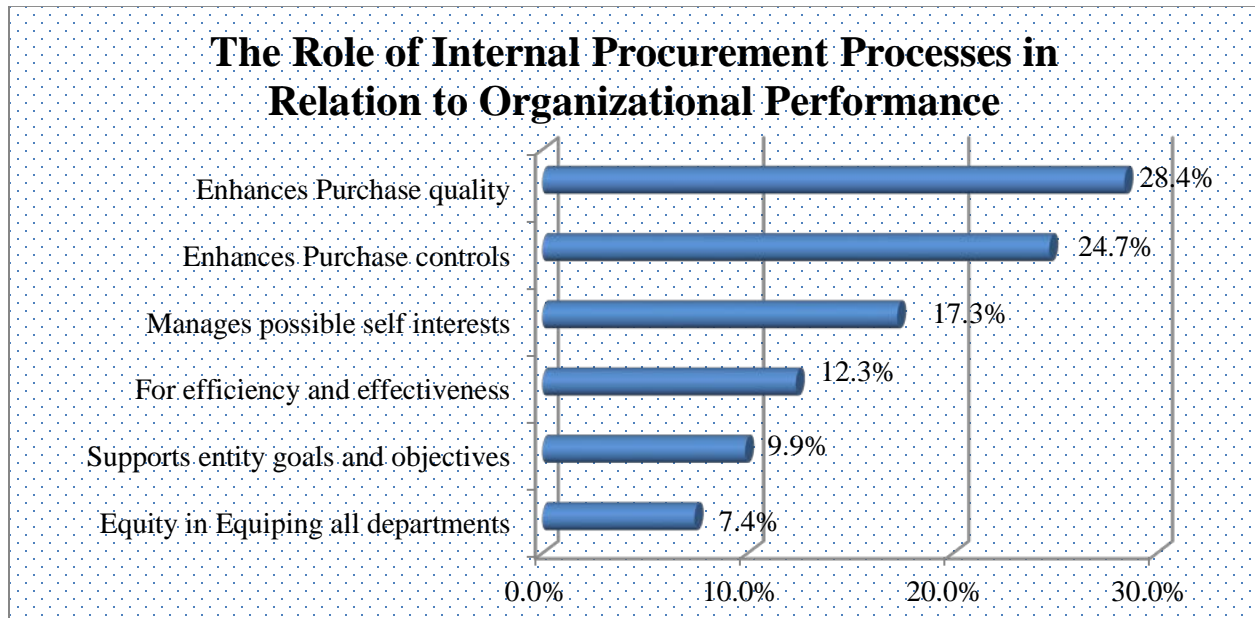 The Role of Internal Procurement Processes in
Relation to Organizational Performance
Enhances Purchase quality
28.4%
Enhances Purchase controls
24.7%
Manages possible self interests
17.3%
For efficiency and effectiveness
12.3%
Supports entity goals and objectives
9.9%
Equity in Equiping all departments
7.4%
0.0% 10.0% 20.0% 30.0%